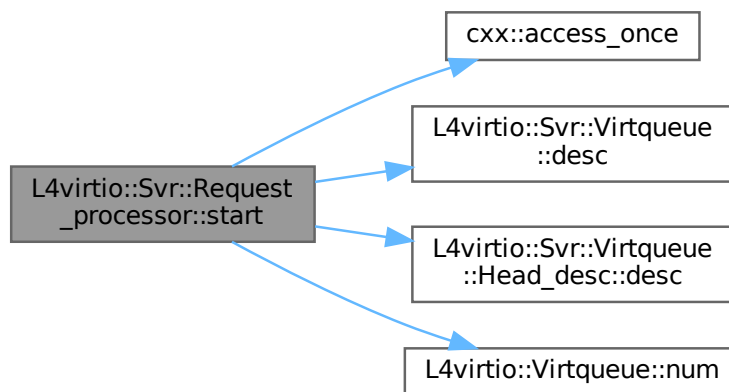 cxx::access_once
L4virtio::Svr::Virtqueue
::desc
L4virtio::Svr::Request
_processor::start
L4virtio::Svr::Virtqueue
::Head_desc::desc
L4virtio::Virtqueue::num